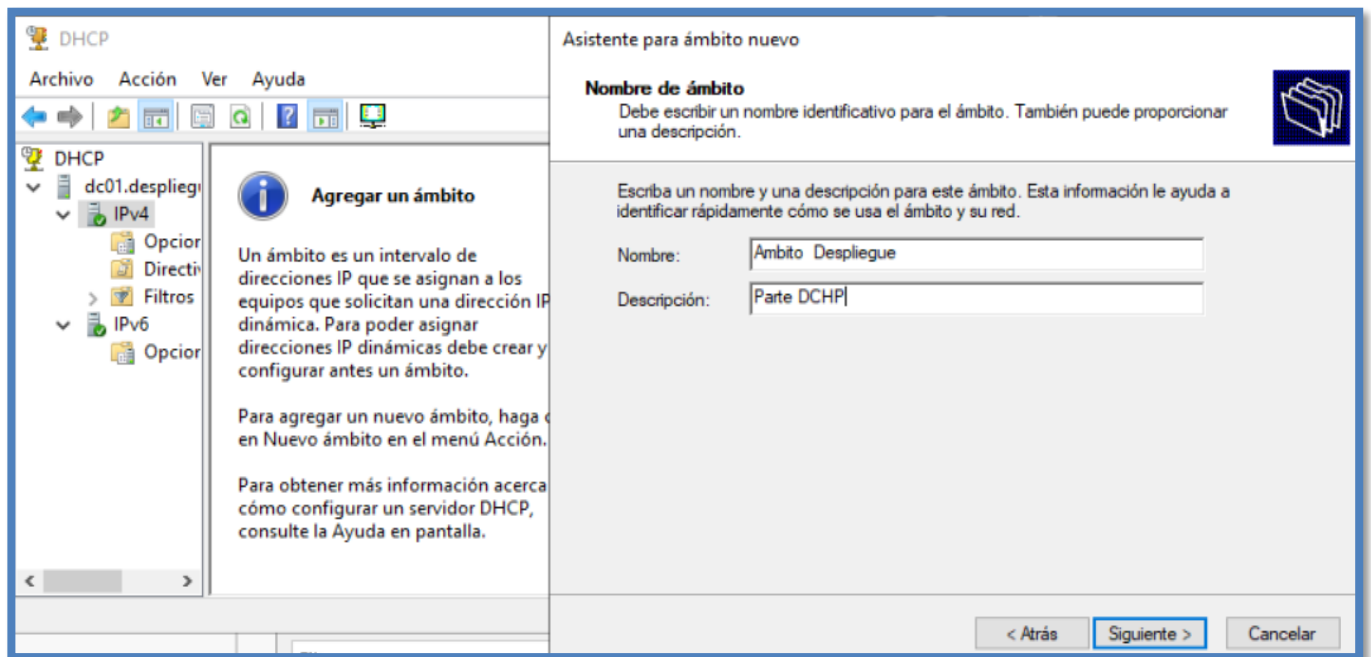 DHCP
Archivo Acción Ver Ayuda
DHCP
dc01.despliegu
IPv4
Opcion
Directiv
Filtros
IPv6
Opcion
Agregar un ámbito
Un ámbito es un intervalo de
direcciones IP que se asignan a los
equipos que solicitan una dirección IP
dinámica. Para poder asignar
direcciones IP dinámicas debe crear y
configurar antes un ámbito.
Para agregar un nuevo ámbito, haga c
en Nuevo ámbito en el menú Acción.
Para obtener más información acerca
cómo configurar un servidor DHCP,
consulte la Ayuda en pantalla.
Asistente para ámbito nuevo
Nombre de ámbito
Debe escribir un nombre identificativo para el ámbito. También puede proporcionar
una descripción.
Escriba un nombre y una descripción para este ámbito. Esta información le ayuda a
identificar rápidamente cómo se usa el ámbito y su red.
Nombre: Ambito Despliegue
Descripción: Parte DCHP
< Atrás Siguiente > Cancelar